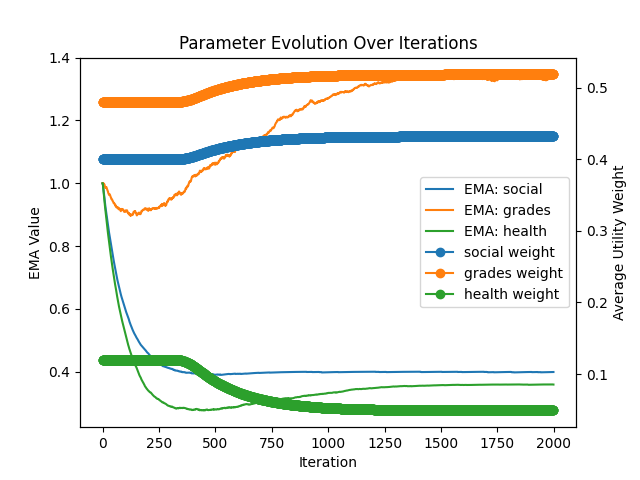 Parameter Evolution Over Iterations
1.4
1.2
1.0
0.8
0.6
0.4
EMA Value
0.5
0.4
0.3
0.2
0.1
Average Utility Weight
EMA: social
EMA: grades
EMA: health
social weight
grades weight
health weight
0 250 500 750 1000 1250 1500 1750 2000
Iteration